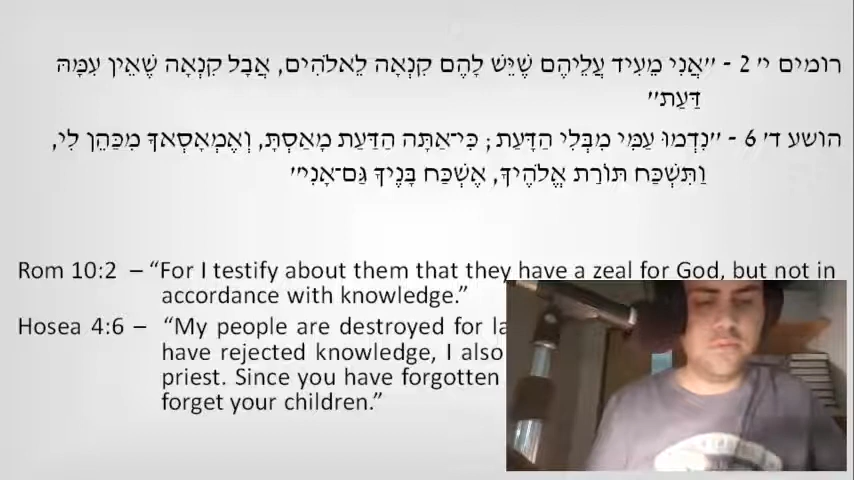 רומים י' 2 - "אֲנִי מֵעִיד עֲלֵיהֶם שֶׁיֵּשׁ לָהֶם קִנְאָה לֵאלֹהִים, אֲבָל קִנְאָה שֶׁאֵין עִמָּהּ
דַּעַת"
הושע ד' 6 - "נִדְמוּ עַמִּי מִבְּלִי הַדָּעַת ; כִּי־אַתָּה הַדַּעַת מָאַסְתָּ, וְאֶמְאָסְאךָ מִכַּהֵן לִי,
וַתִּשְׁכַּח תּוֹרַת אֱלֹהֶיךָ, אֶשְׁכַּח בָּנֶיךָ גַּם־אָנִי"
Rom 10:2 – “For I testify about them that they have a zeal for God, but not in
accordance with knowledge.”
Hosea 4:6 – “My people are destroyed for
have rejected knowledge, I also
priest. Since you have forgotten
forget your children.”